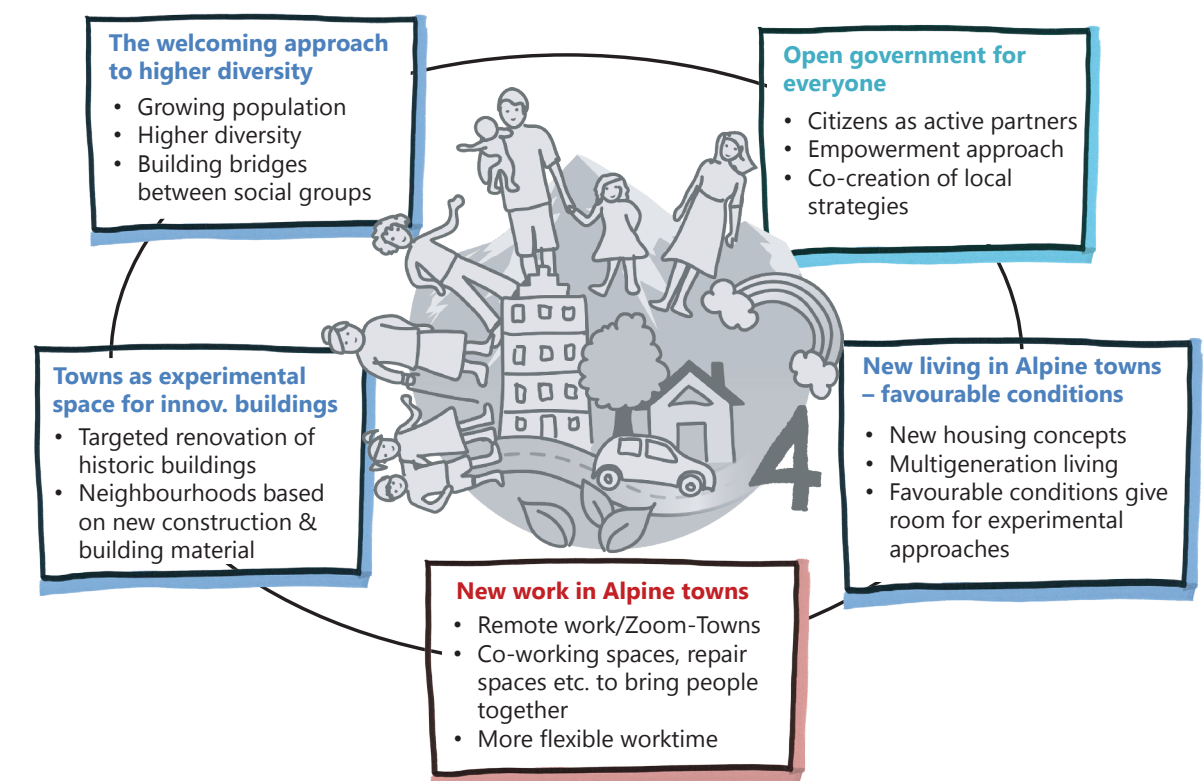 The welcoming approach
to higher diversity
• Growing population
• Higher diversity
• Building bridges
between social groups
Open government for
everyone
• Citizens as active partners
• Empowerment approach
• Co-creation of local
strategies
Towns as experimental
space for innov. buildings
• Targeted renovation of
historic buildings
• Neighbourhoods based
on new construction &
building material
New living in Alpine towns
– favourable conditions
• New housing concepts
• Multigeneration living
• Favourable conditions give
room for experimental
approaches
4
New work in Alpine towns
• Remote work/Zoom-Towns
• Co-working spaces, repair
spaces etc. to bring people
together
• More flexible worktime